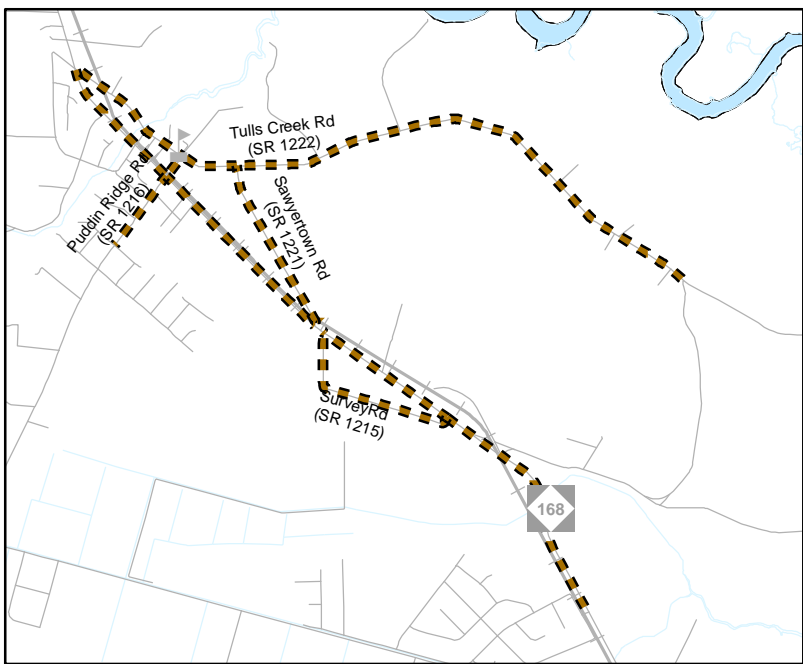 Tulls Creek Rd
(SR 1222)
Puddin Ridge Rd
(SR 1216)
Sawyertown Rd
(SR 1221)
SurveyRd
(SR 1215)
168